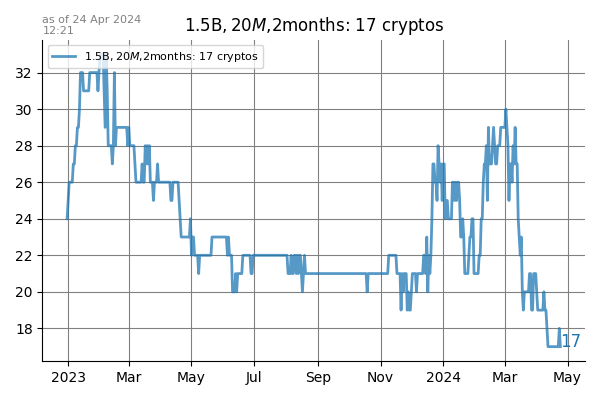 as of 24 Apr 2024
12:21
1.5B, 20M,2months: 17 cryptos
1.5B, 20M,2months: 17 cryptos
32
30
28
26
24
22
20
18
17
2023
Mar
May
Jul
Sep
Nov
2024
Mar
May